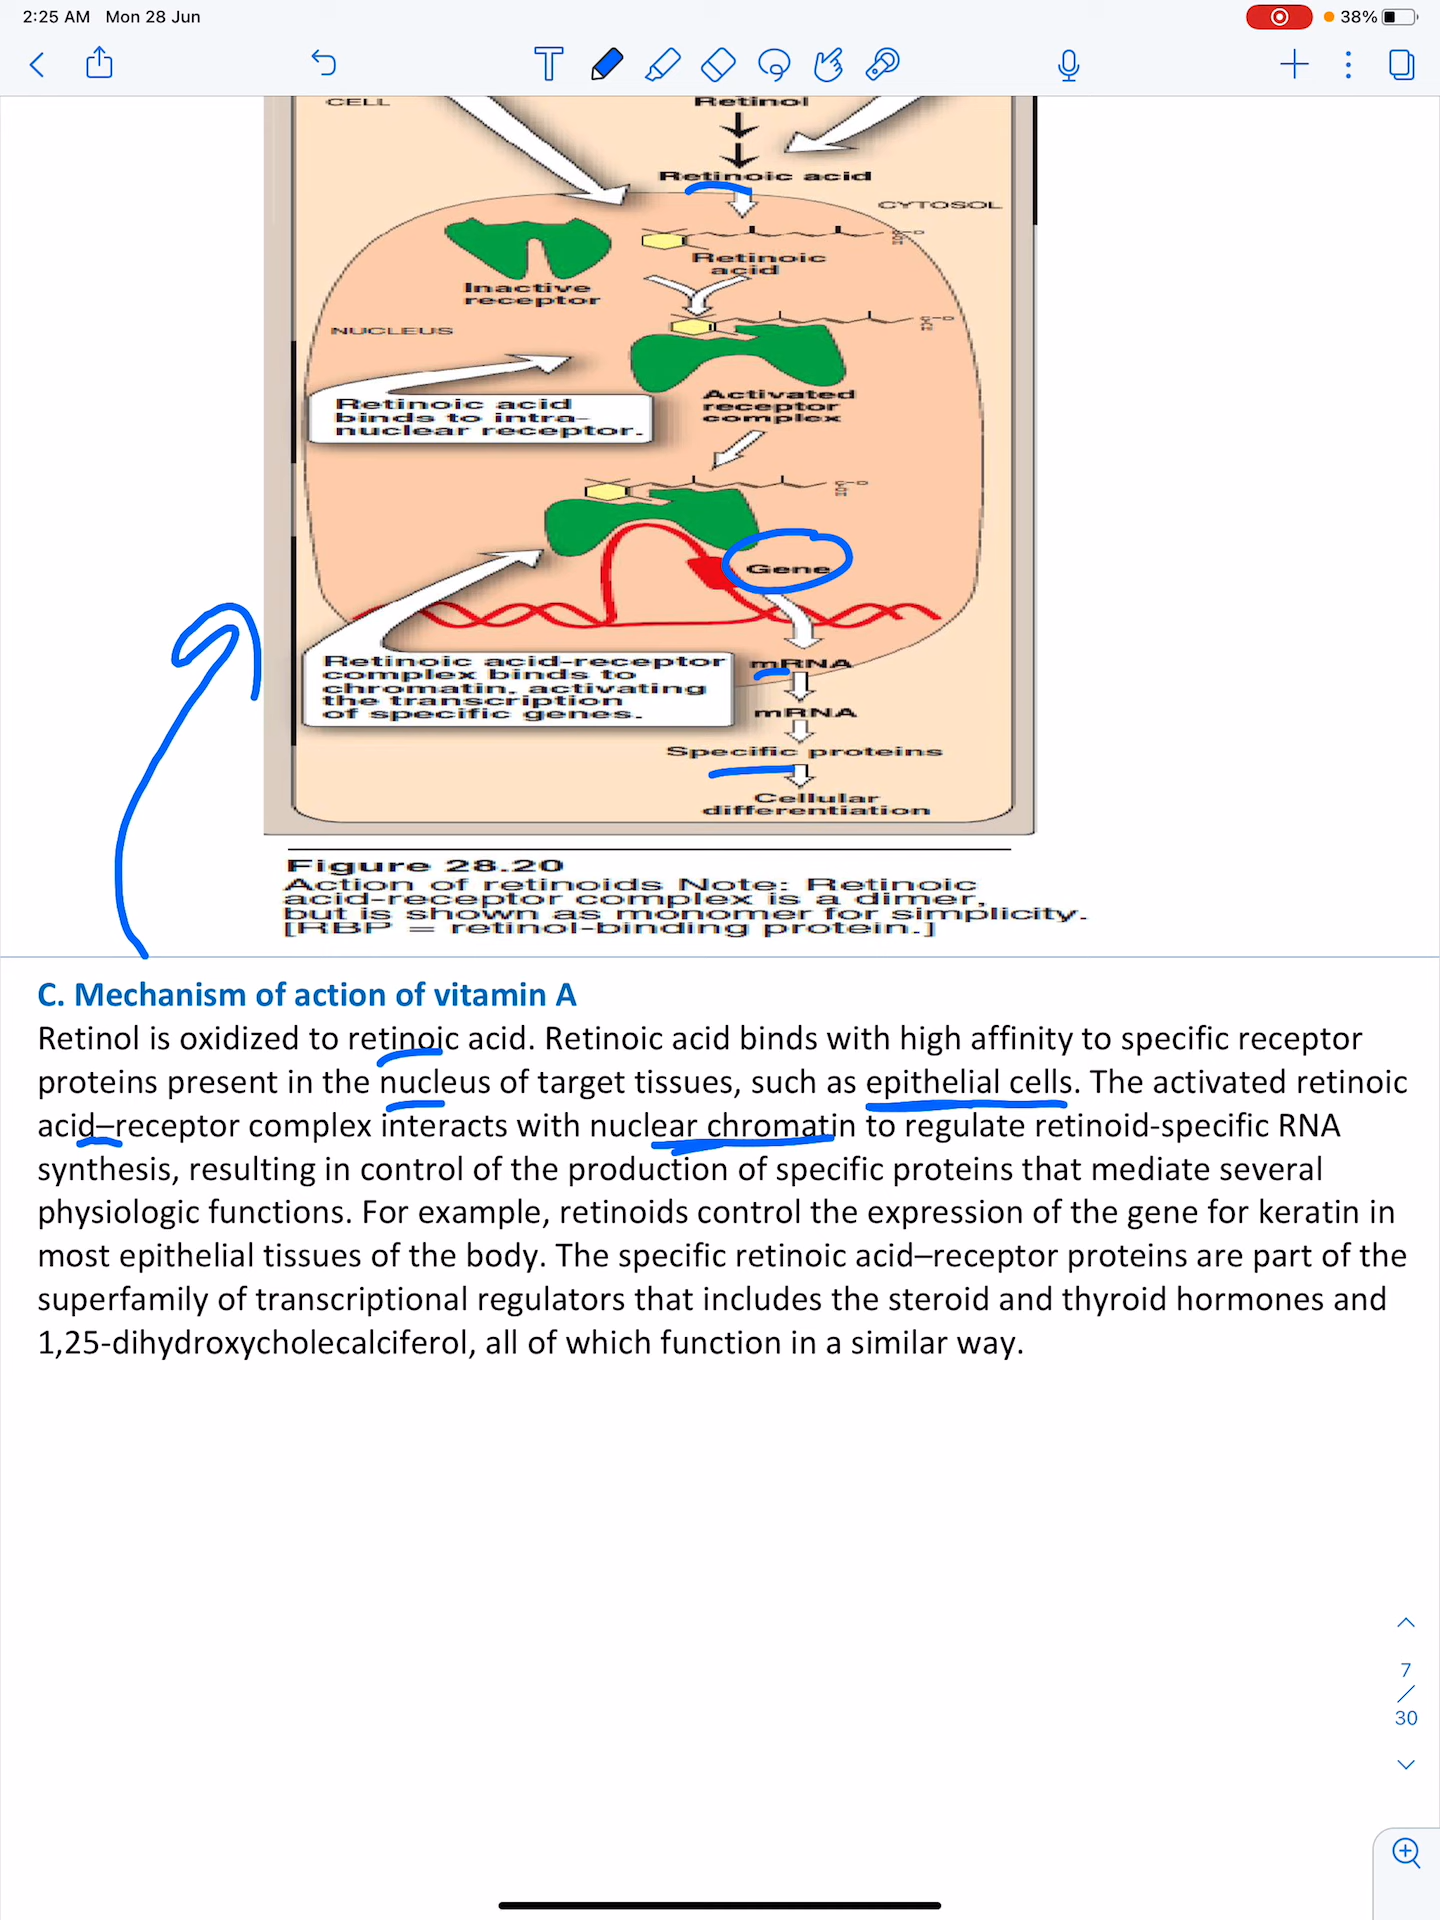 2:25 AM Mon 28 Jun
38%
CELL
Retinol
Retinoic acid
CYTOSOL
Retinoic
acid
Inactive
receptor
NUCLEUS
Activated
receptor
complex
Retinoic acid
binds to intra-
nuclear receptor.
Gene
Retinoic acid-receptor
complex binds to
chromatin, activating
the transcription
of specific genes.
mRNA
mRNA
Specific proteins
Cellular
differentiation
Figure 28.20
Action of retinoids Note: Retinoic
acid-receptor complex is a dimer,
but is shown as monomer for simplicity.
[RBP = retinol-binding protein.]
C. Mechanism of action of vitamin A
Retinol is oxidized to retinoic acid. Retinoic acid binds with high affinity to specific receptor
proteins present in the nucleus of target tissues, such as epithelial cells. The activated retinoic
acid–receptor complex interacts with nuclear chromatin to regulate retinoid-specific RNA
synthesis, resulting in control of the production of specific proteins that mediate several
physiologic functions. For example, retinoids control the expression of the gene for keratin in
most epithelial tissues of the body. The specific retinoic acid–receptor proteins are part of the
superfamily of transcriptional regulators that includes the steroid and thyroid hormones and
1,25-dihydroxycholecalciferol, all of which function in a similar way.
7
/
30